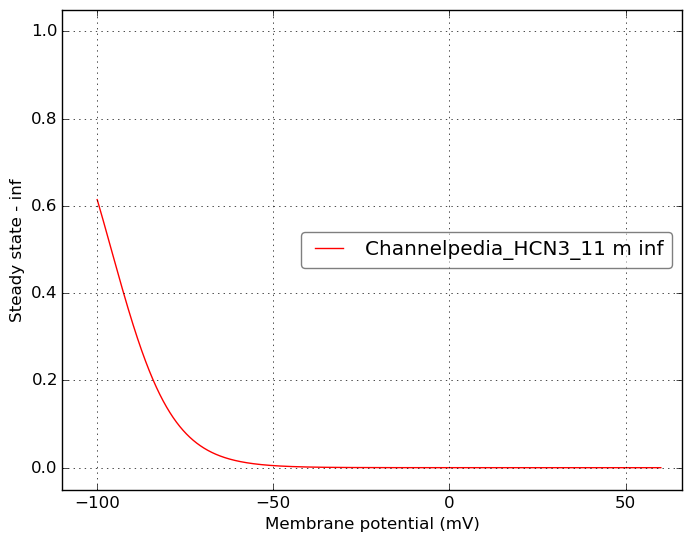 1.0
0.8
0.6
0.4
0.2
0.0
Steady state - inf
Channelpedia_HCN3_11 m inf
−100 −50 0 50
Membrane potential (mV)